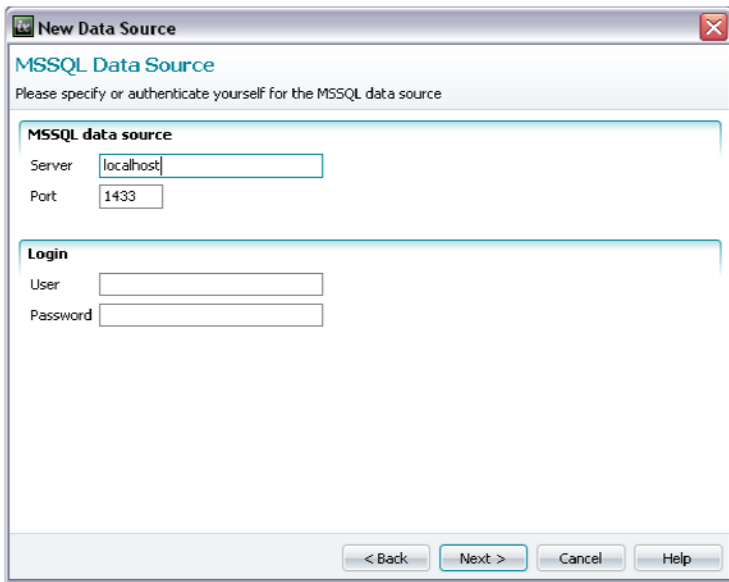 New Data Source
MSSQL Data Source
Please specify or authenticate yourself for the MSSQL data source
MSSQL data source
Server localhost
Port 1433
Login
User
Password
< Back Next > Cancel Help